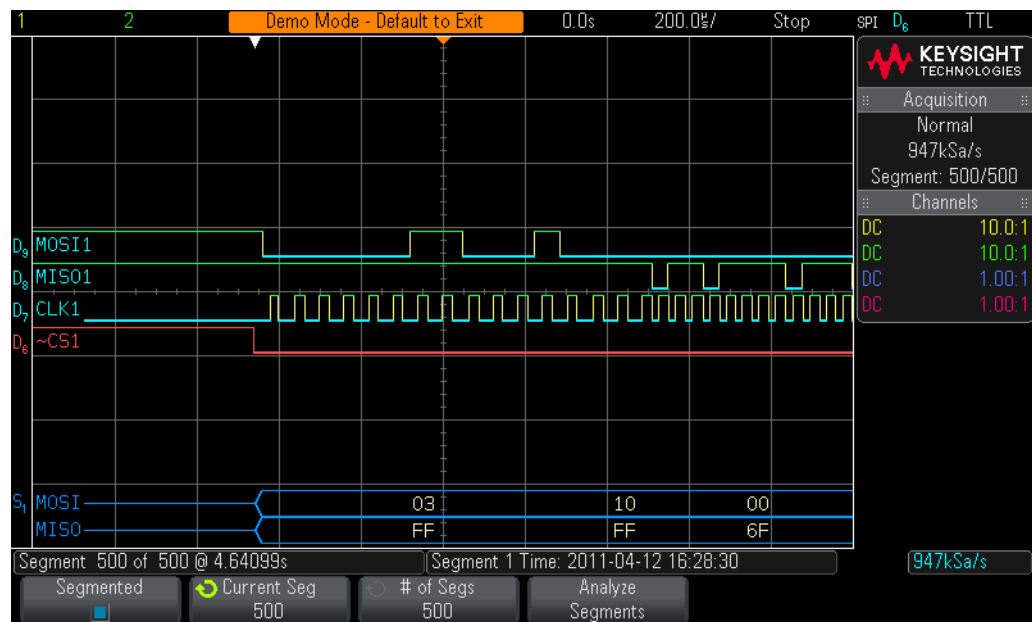 1 2 Demo Mode - Default to Exit 0.0s 200.0㎲/ Stop SPI D6 TTL
KEYSIGHT
TECHNOLOGIES
Acquisition
Normal
947kSa/s
Segment: 500/500
Channels
DC 10.0:1
DC 10.0:1
DC 1.00:1
DC 1.00:1
D9 MOSI1
D8 MISO1
D7 CLK1
D6 ~CS1
S1 MOSI 03 10 00
MISO FF FF 6F
Segment 500 of 500 @ 4.64099s Segment 1 Time: 2011-04-12 16:28:30 947kSa/s
Segmented Current Seg # of Segs Analyze
500 500 Segments